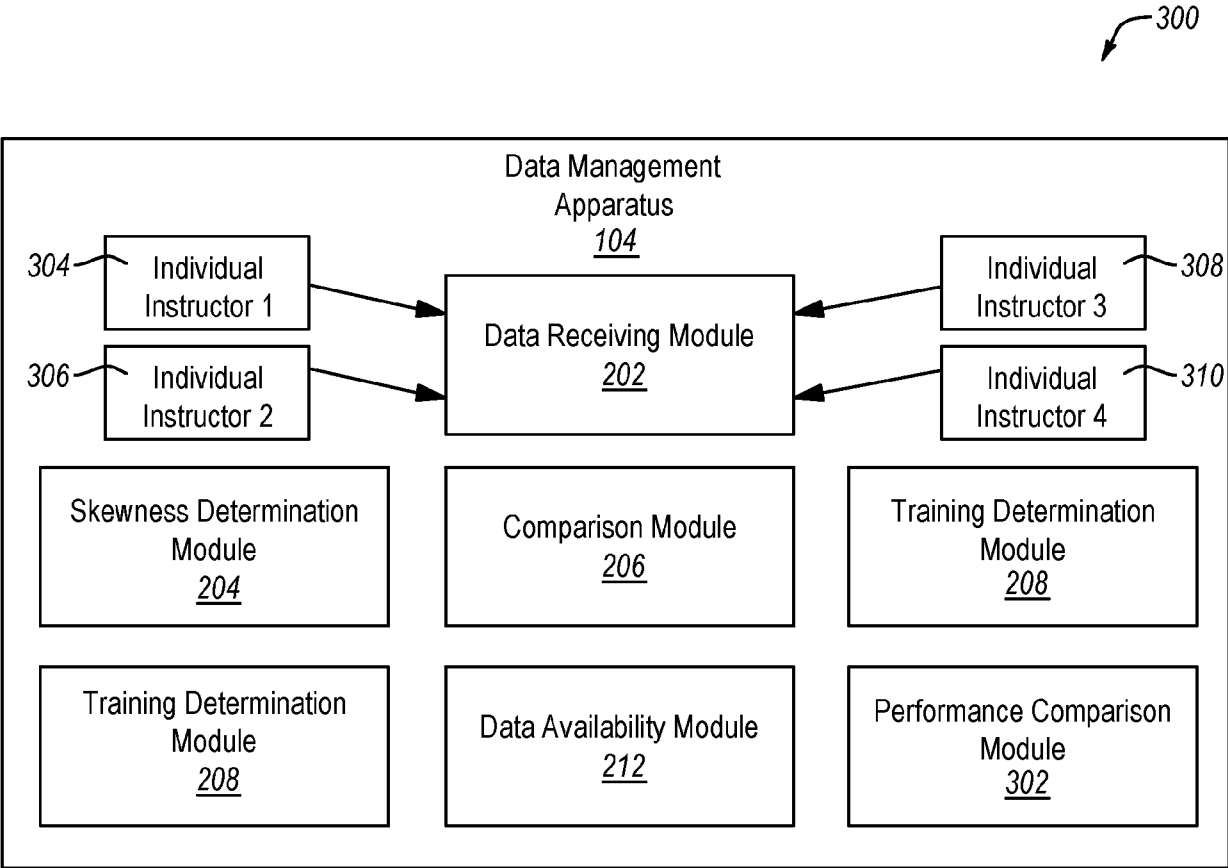 300
Data Management
Apparatus
104
304
Individual
Instructor 1
306
Individual
Instructor 2
Data Receiving Module
202
Individual
Instructor 3
308
Individual
Instructor 4
310
Skewness Determination
Module
204
Comparison Module
206
Training Determination
Module
208
Training Determination
Module
208
Data Availability Module
212
Performance Comparison
Module
302